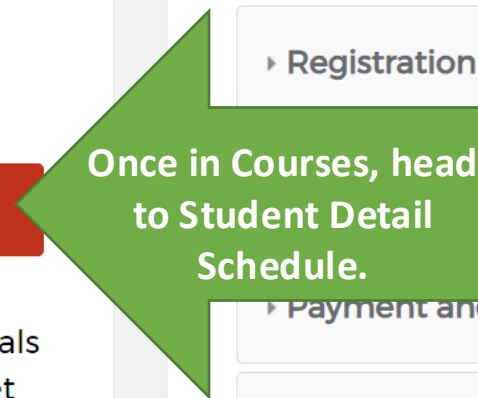 Registration
Once in Courses, head
to Student Detail
Schedule.
Payment and
als
et